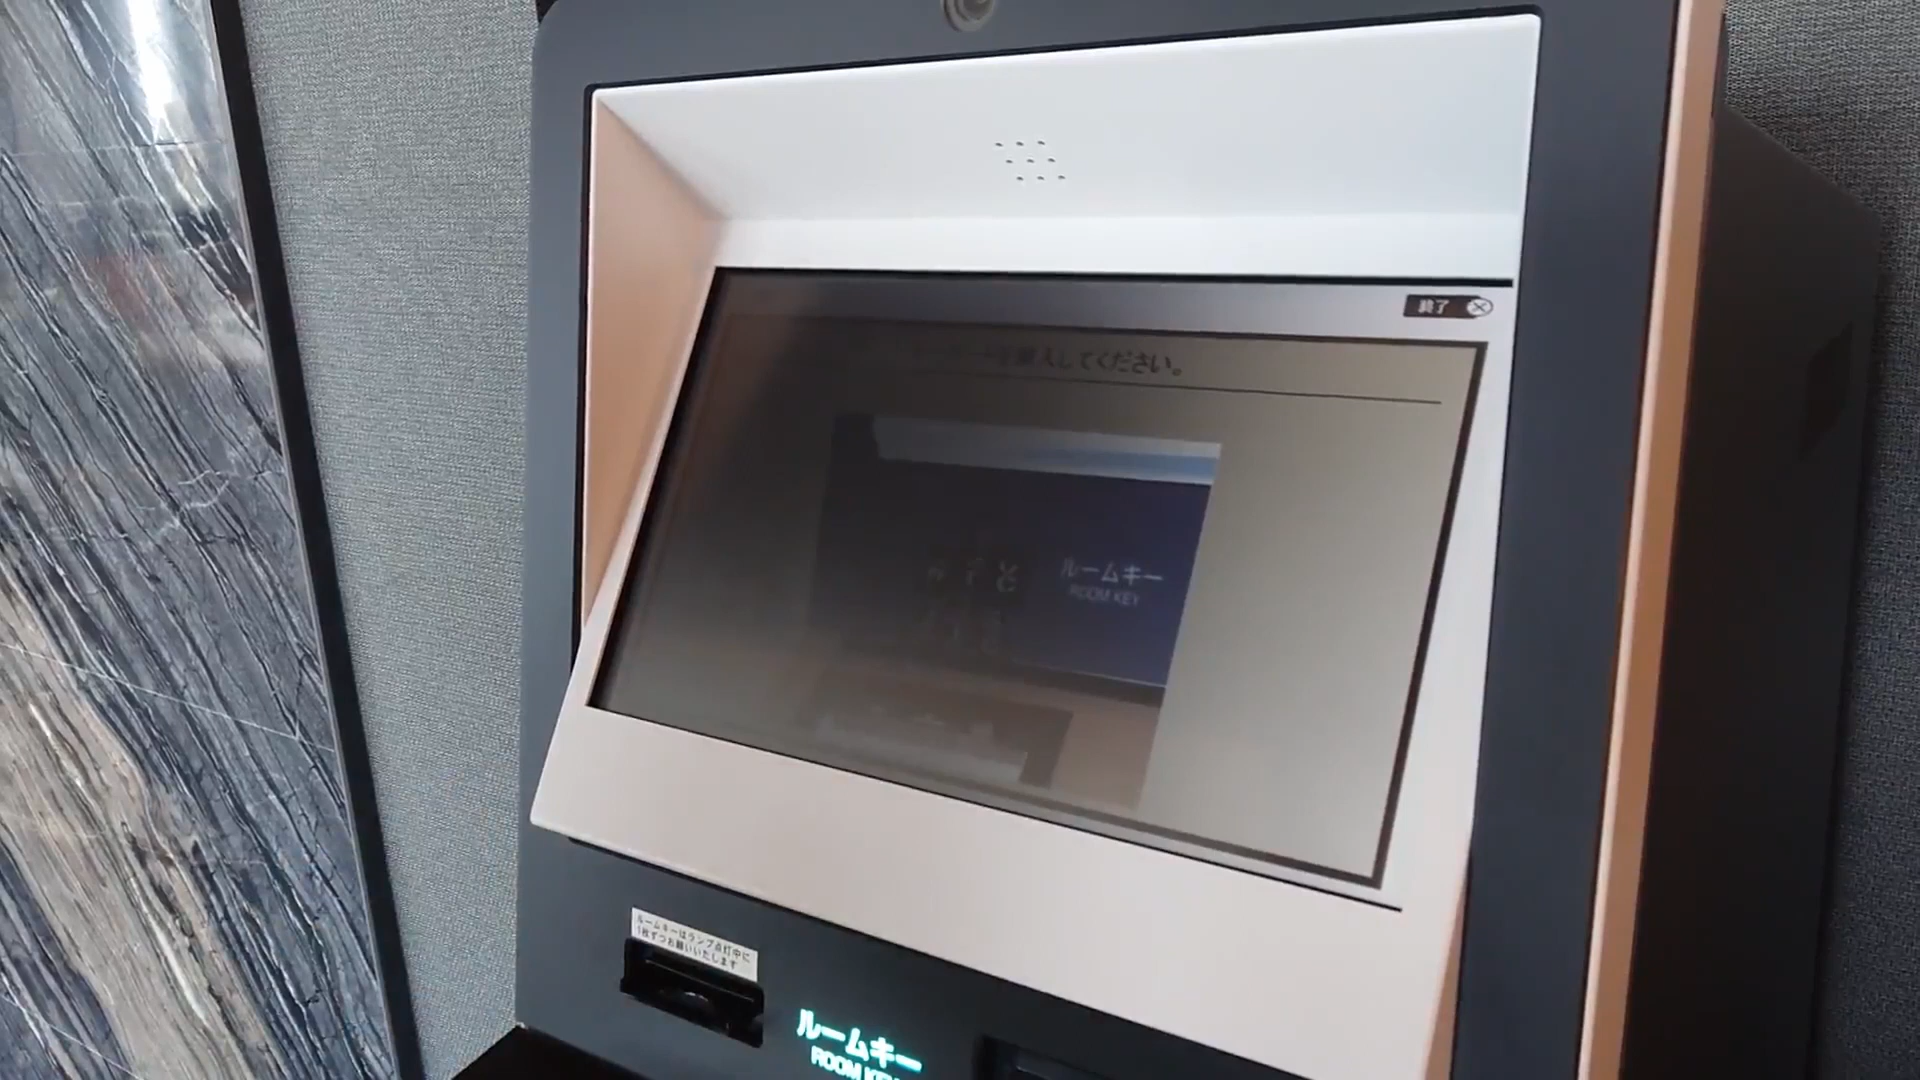 終了
入してください。
ルームキー
ROOM KEY
ルームキーはランプ点灯中に
1枚ずつお願いいたします
ルームキー
ROOM KEY